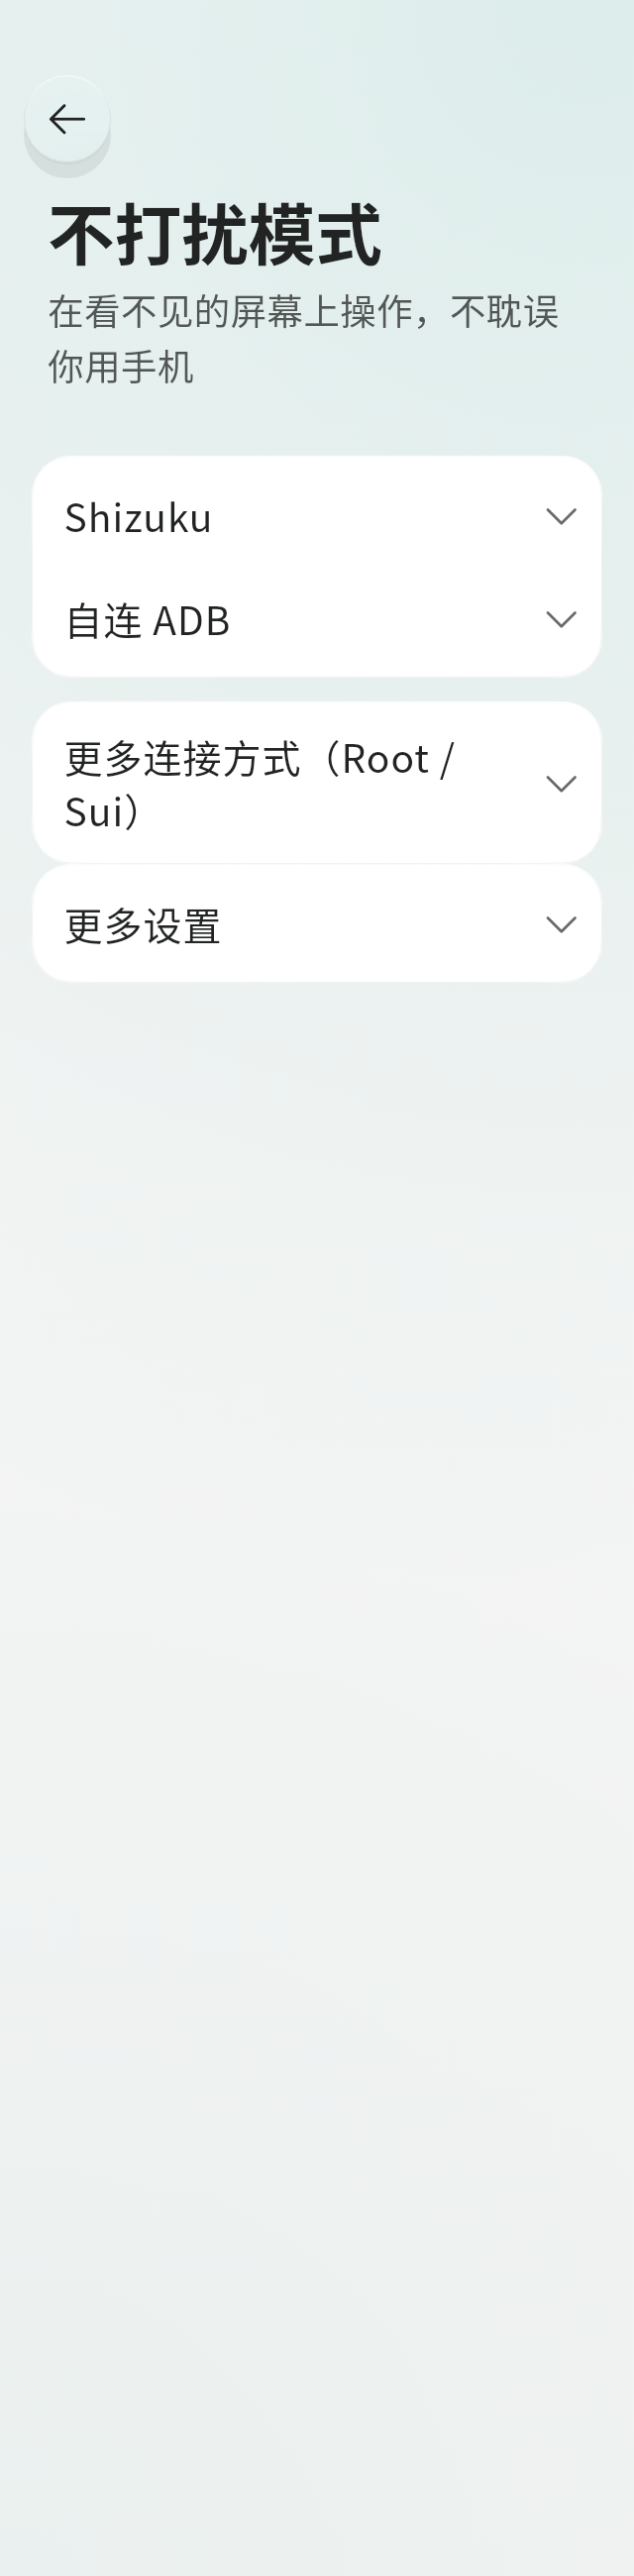 不打扰模式
在看不见的屏幕上操作，不耽误
你用手机
Shizuku
自连 ADB
更多连接方式（Root /
Sui）
更多设置